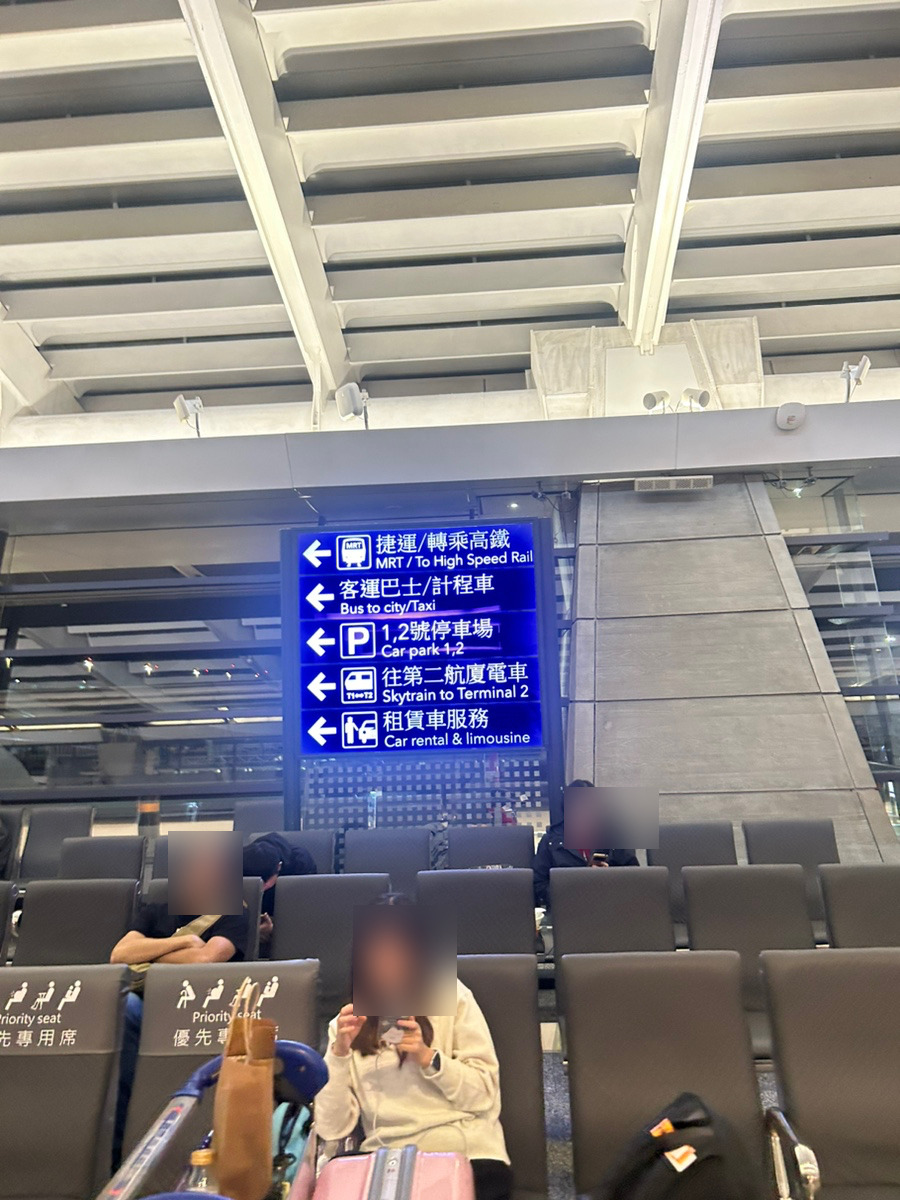 MRT
捷運/轉乘高鐵
MRT / To High Speed Rail
客運巴士/計程車
Bus to city/Taxi
P
1,2號停車場
Car park 1,2
T1⇔T2
往第二航廈電車
Skytrain to Terminal 2
租賃車服務
Car rental & limousine
Priority seat
先專用席
Priority seat
優先專
席